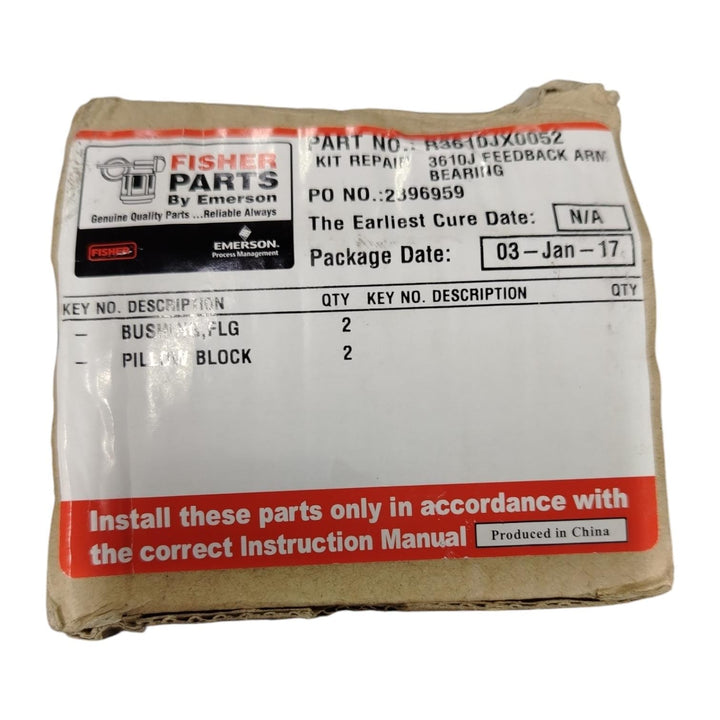 FISHER
PARTS
By Emerson
Genuine Quality Parts ...Reliable Always
FISHER
EMERSON.
Process Management
PART NO.: R3610JX0052
KIT REPAIR 3610J FEEDBACK ARM
BEARING
PO NO.:2396959
The Earliest Cure Date: N/A
Package Date: 03-Jan-17
KEY NO. DESCRIPTION QTY KEY NO. DESCRIPTION QTY
- BUSHING,FLG 2
- PILLOW BLOCK 2
Install these parts only in accordance with
the correct Instruction Manual Produced in China